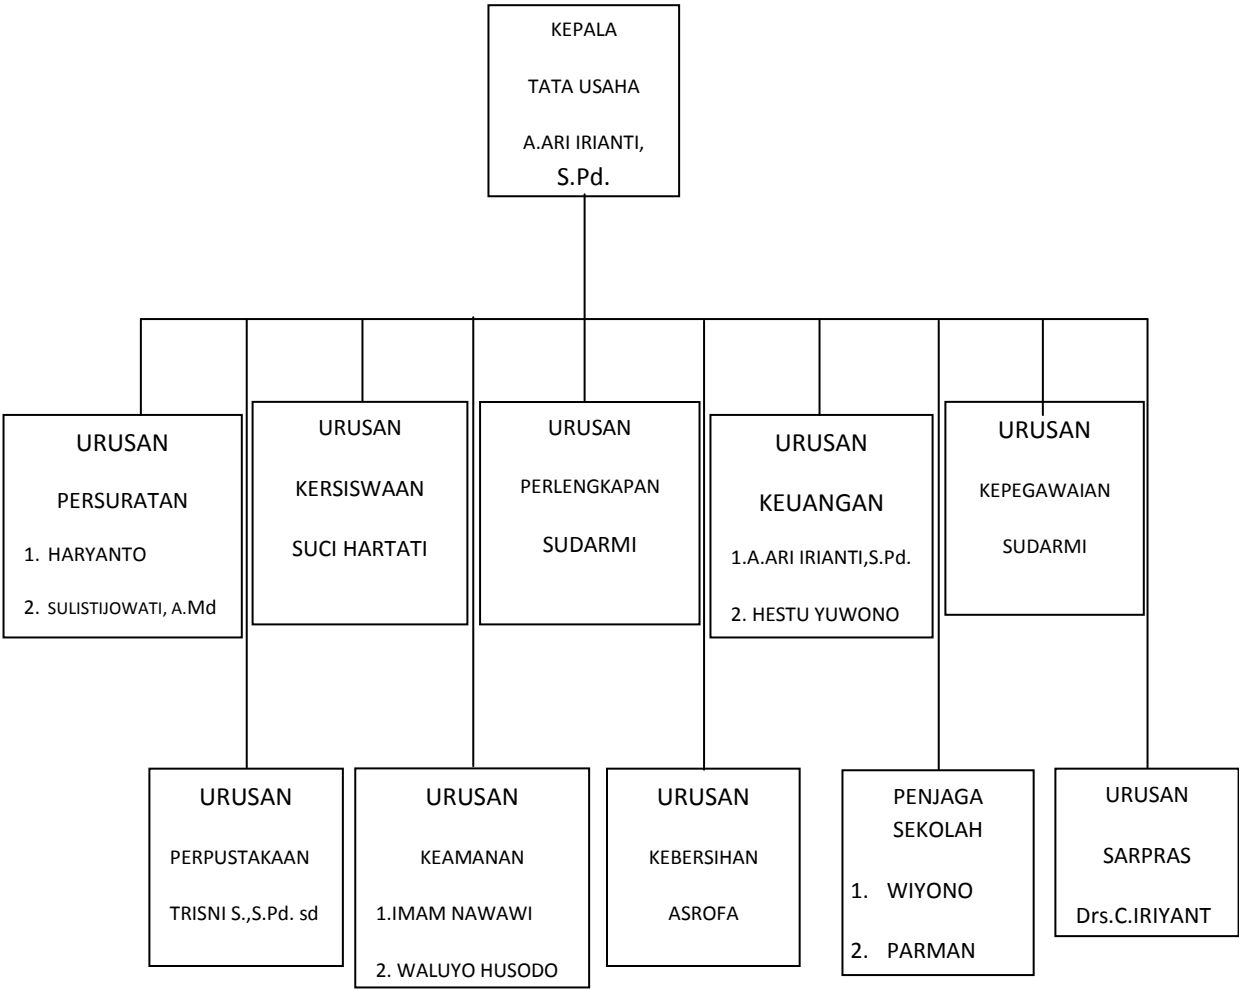 KEPALA
TATA USAHA
A.ARI IRIANTI,
S.Pd.
URUSAN
PERSURATAN
1. HARYANTO
2. SULISTIJOWATI, A.Md
URUSAN
KERSISWAAN
SUCI HARTATI
URUSAN
PERLENGKAPAN
SUDARMI
URUSAN
KEUANGAN
1.A.ARI IRIANTI,S.Pd.
2. HESTU YUWONO
URUSAN
KEPEGAWAIAN
SUDARMI
URUSAN
PERPUSTAKAAN
TRISNI S.,S.Pd. sd
URUSAN
KEAMANAN
1.IMAM NAWAWI
2. WALUYO HUSODO
URUSAN
KEBERSIHAN
ASROFA
PENJAGA
SEKOLAH
1. WIYONO
2. PARMAN
URUSAN
SARPRAS
Drs.C.IRIYANT